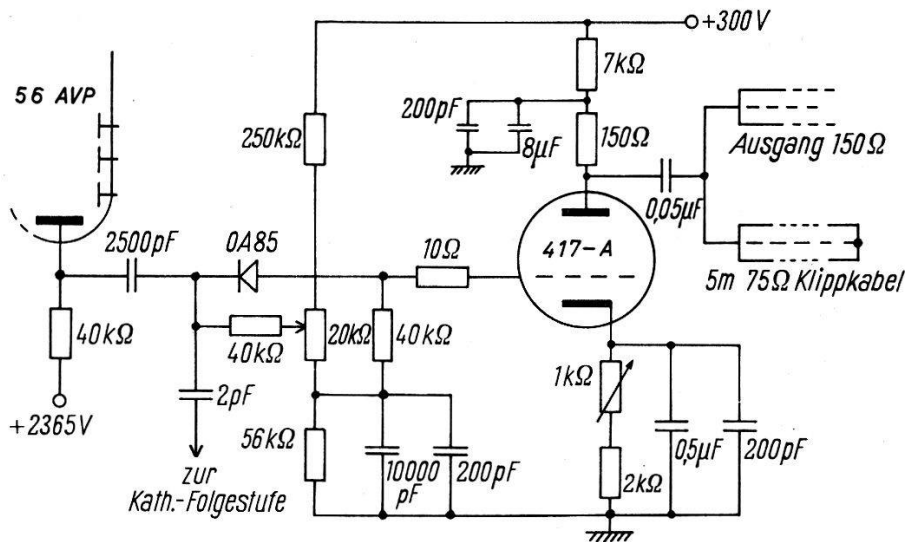 +300V
56 AVP
7kΩ
200pF
8µF
250kΩ
150Ω
Ausgang 150Ω
0,05µF
2500pF
OA85
10Ω
417-A
5m 75Ω Klippkabel
40kΩ
40kΩ
20kΩ
40kΩ
2pF
1kΩ
+2365V
56kΩ
10000
pF
200pF
0,5µF
200pF
2kΩ
zur
Kath.-Folgestufe